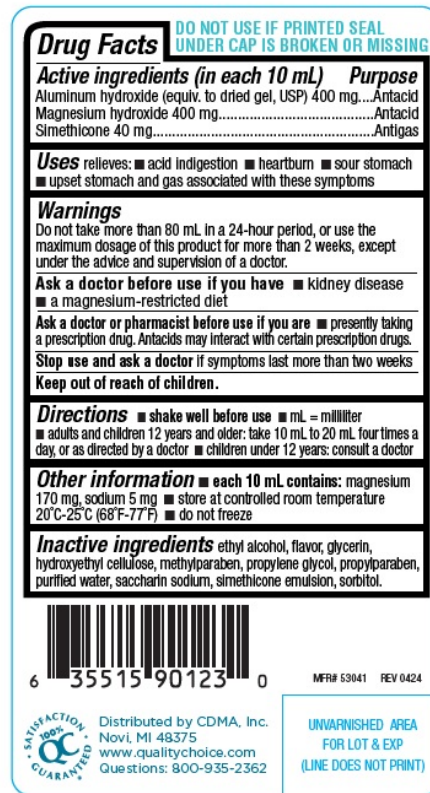 DO NOT USE IF PRINTED SEAL
UNDER CAP IS BROKEN OR MISSING
Drug Facts
Active ingredients (in each 10 mL) Purpose
Aluminum hydroxide (equiv. to dried gel, USP) 400 mg....Antacid
Magnesium hydroxide 400 mg......................................Antacid
Simethicone 40 mg......................................................Antigas
Uses relieves: ■ acid indigestion ■ heartburn ■ sour stomach
■ upset stomach and gas associated with these symptoms
Warnings
Do not take more than 80 mL in a 24-hour period, or use the
maximum dosage of this product for more than 2 weeks, except
under the advice and supervision of a doctor.
Ask a doctor before use if you have ■ kidney disease
■ a magnesium-restricted diet
Ask a doctor or pharmacist before use if you are ■ presently taking
a prescription drug. Antacids may interact with certain prescription drugs.
Stop use and ask a doctor if symptoms last more than two weeks
Keep out of reach of children.
Directions ■ shake well before use ■ mL = milliliter
■ adults and children 12 years and older: take 10 mL to 20 mL four times a
day, or as directed by a doctor ■ children under 12 years: consult a doctor
Other information ■ each 10 mL contains: magnesium
170 mg, sodium 5 mg ■ store at controlled room temperature
20˚C-25˚C (68˚F-77˚F) ■ do not freeze
Inactive ingredients ethyl alcohol, flavor, glycerin,
hydroxyethyl cellulose, methylparaben, propylene glycol, propylparaben,
purified water, saccharin sodium, simethicone emulsion, sorbitol.
6 35515 90123 0
MFR# 53041 REV 0424
SATISFACTION
100%
QC
GUARANTEED
Distributed by CDMA, Inc.
Novi, MI 48375
www.qualitychoice.com
Questions: 800-935-2362
UNVARNISHED AREA
FOR LOT & EXP
(LINE DOES NOT PRINT)